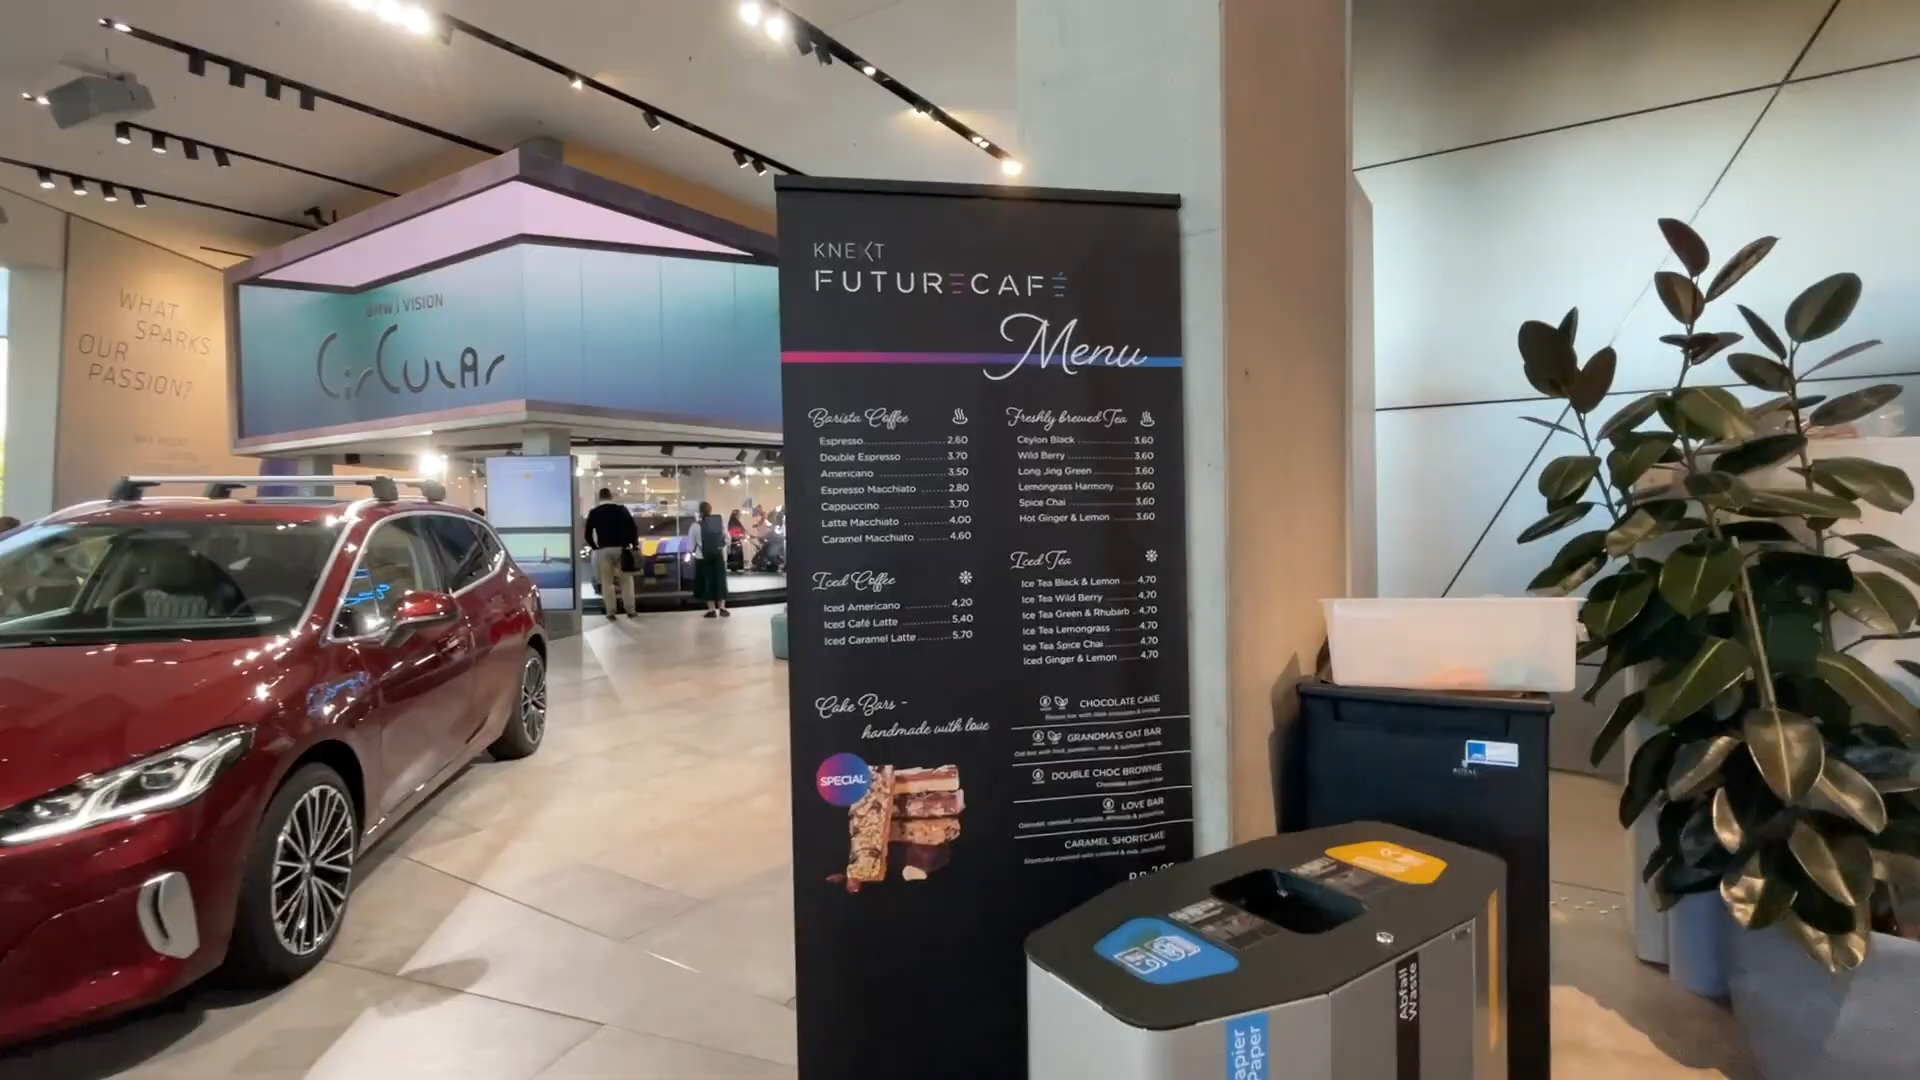 WHAT
SPARKS
OUR
PASSION?
BMW i VISION
CirCulAr
KNEXT
FUTURECAFÉ
Menu
Barista Coffee
Espresso 2,60
Double Espresso 3,70
Americano 3,50
Espresso Macchiato 2,80
Cappuccino 3,70
Latte Macchiato 4,00
Caramel Macchiato 4,60
Iced Coffee
Iced Americano 4,20
Iced Café Latte 5,40
Iced Caramel Latte 5,70
Freshly brewed Tea
Ceylon Black 3,60
Wild Berry 3,60
Long Jing Green 3,60
Lemongrass Harmony 3,60
Spice Chai 3,60
Hot Ginger & Lemon 3,60
Iced Tea
Ice Tea Black & Lemon 4,70
Ice Tea Wild Berry 4,70
Ice Tea Green & Rhubarb 4,70
Ice Tea Lemongrass 4,70
Ice Tea Spice Chai 4,70
Iced Ginger & Lemon 4,70
Cake Bars -
handmade with love
SPECIAL
CHOCOLATE CAKE
GRANDMA'S OAT BAR
DOUBLE CHOC BROWNIE
LOVE BAR
CARAMEL SHORTCAKE
Shortcake covered with caramel & milk chocolate
Abfall
Waste
apier
Paper